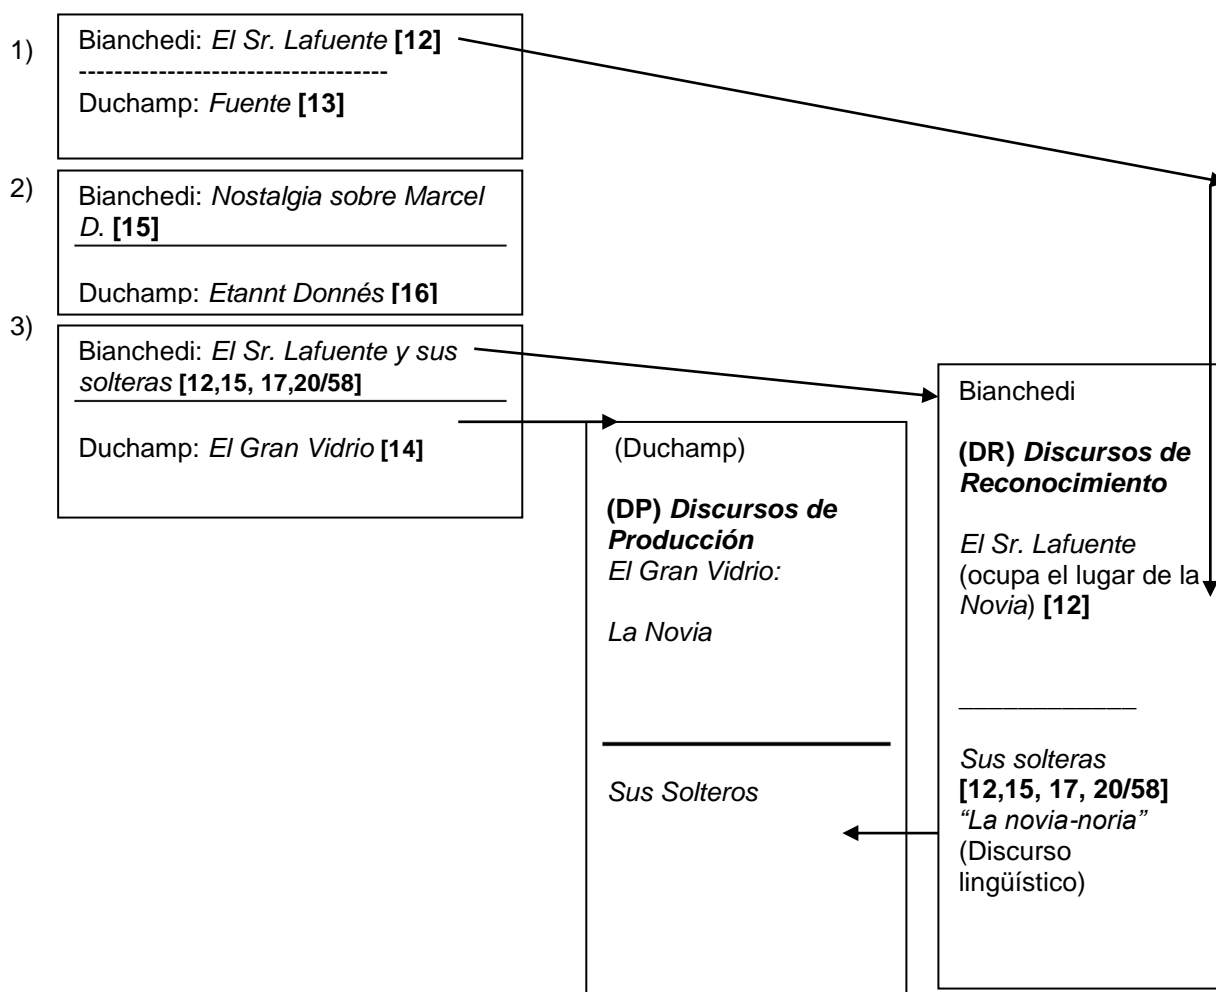 1)
Bianchedi: El Sr. Lafuente [12]
-----------------------------------
Duchamp: Fuente [13]
2)
Bianchedi: Nostalgia sobre Marcel
D. [15]
Duchamp: Etannt Donnés [16]
3)
Bianchedi: El Sr. Lafuente y sus
solteras [12,15, 17,20/58]
Duchamp: El Gran Vidrio [14]
(Duchamp)
(DP) Discursos de
Producción
El Gran Vidrio:
La Novia
Sus Solteros
Bianchedi
(DR) Discursos de
Reconocimiento
El Sr. Lafuente
(ocupa el lugar de la
Novia) [12]
____________
Sus solteras
[12,15, 17, 20/58]
“La novia-noria”
(Discurso
lingüístico)